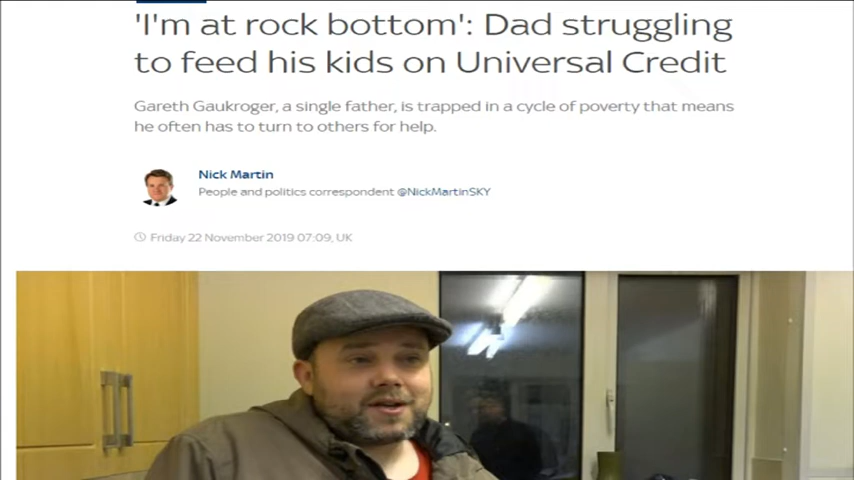 'I'm at rock bottom': Dad struggling
to feed his kids on Universal Credit
Gareth Gaukroger, a single father, is trapped in a cycle of poverty that means
he often has to turn to others for help.
Nick Martin
People and politics correspondent @NickMartinSKY
Friday 22 November 2019 07:09, UK